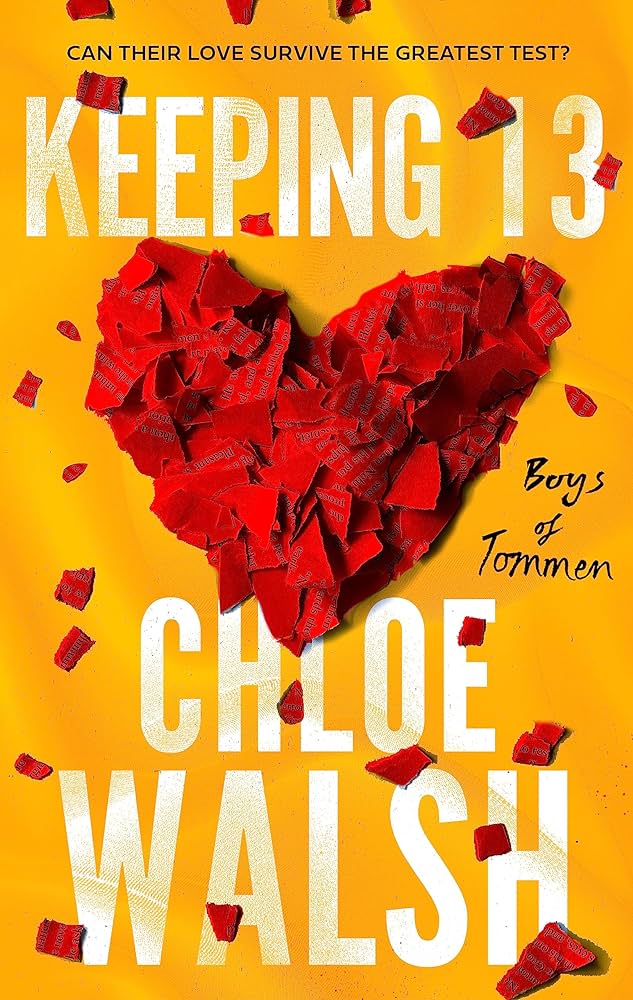 CAN THEIR LOVE SURVIVE THE GREATEST TEST?
KEEPING 13
Boys
of
Tommen
CHLOE
WALSH